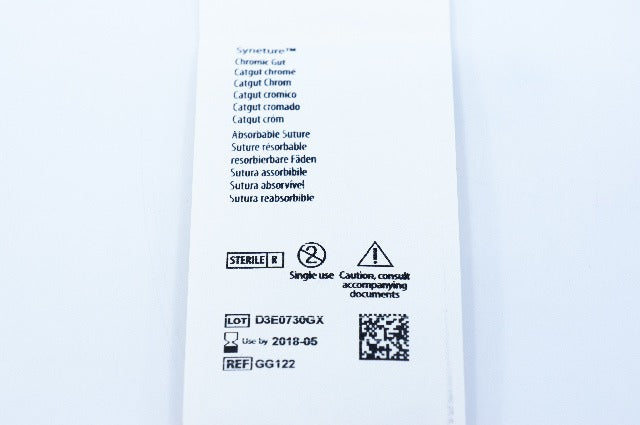 Syneture™
Chromic Gut
Catgut chrome
Catgut Chrom
Catgut cromico
Catgut cromado
Catgut cróm
Absorbable Suture
Suture résorbable
resorbierbare Fäden
Sutura assorbibile
Sutura absorvível
Sutura reabsorbible
STERILE R
2
Single use
Caution, consult
accompanying
documents
LOT D3E0730GX
Use by 2018-05
REF GG122